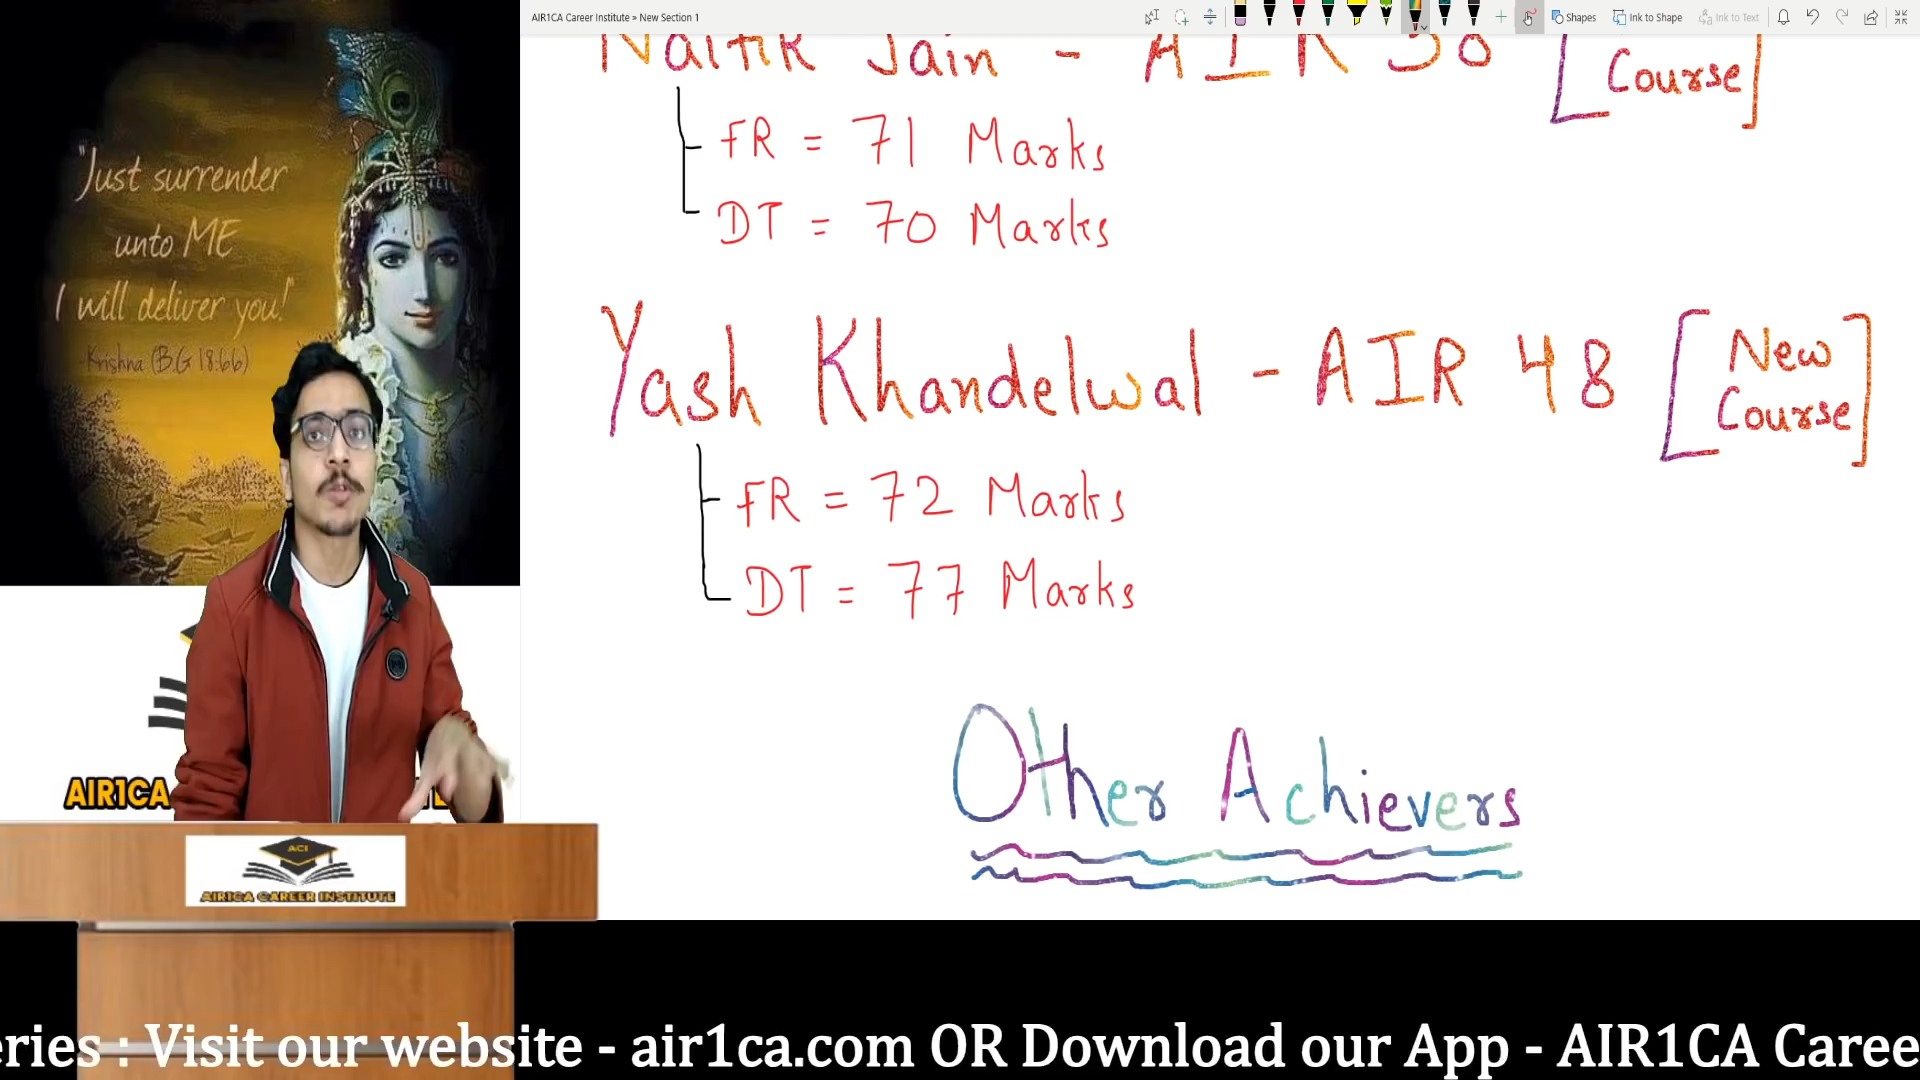 AIR1CA Career Institute » New Section 1
Shapes
Ink to Shape
Ink to Text
Naitik Jain - AIR
Course]
FR = 71 Marks
DT = 70 Marks
Yash Khandelwal - AIR 48 [New Course]
FR = 72 Marks
DT = 77 Marks
Other Achievers
"Just surrender
unto ME
I will deliver you!"
-Krishna (B.G 18.66)
AIR1CA
ACI
AIR1CA CAREER INSTITUTE
eries : Visit our website - air1ca.com OR Download our App - AIR1CA Caree